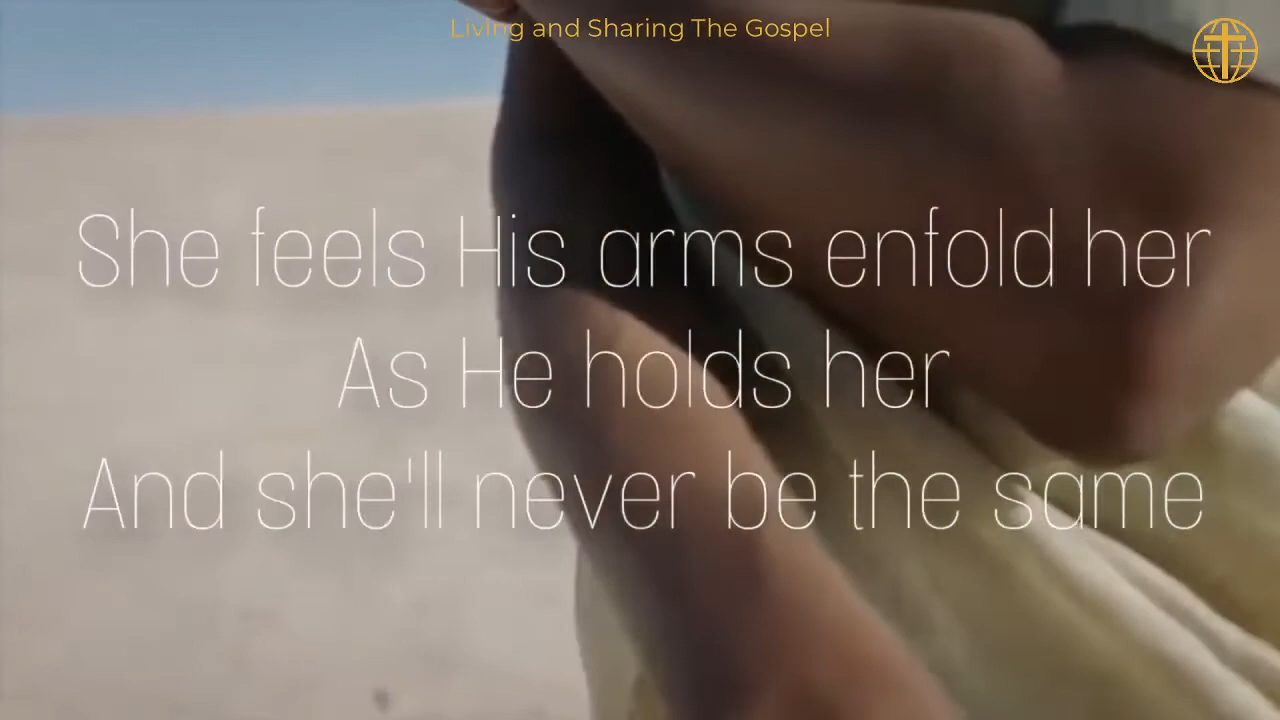 Living and Sharing The Gospel
She feels His arms enfold her
As He holds her
And she'll never be the same